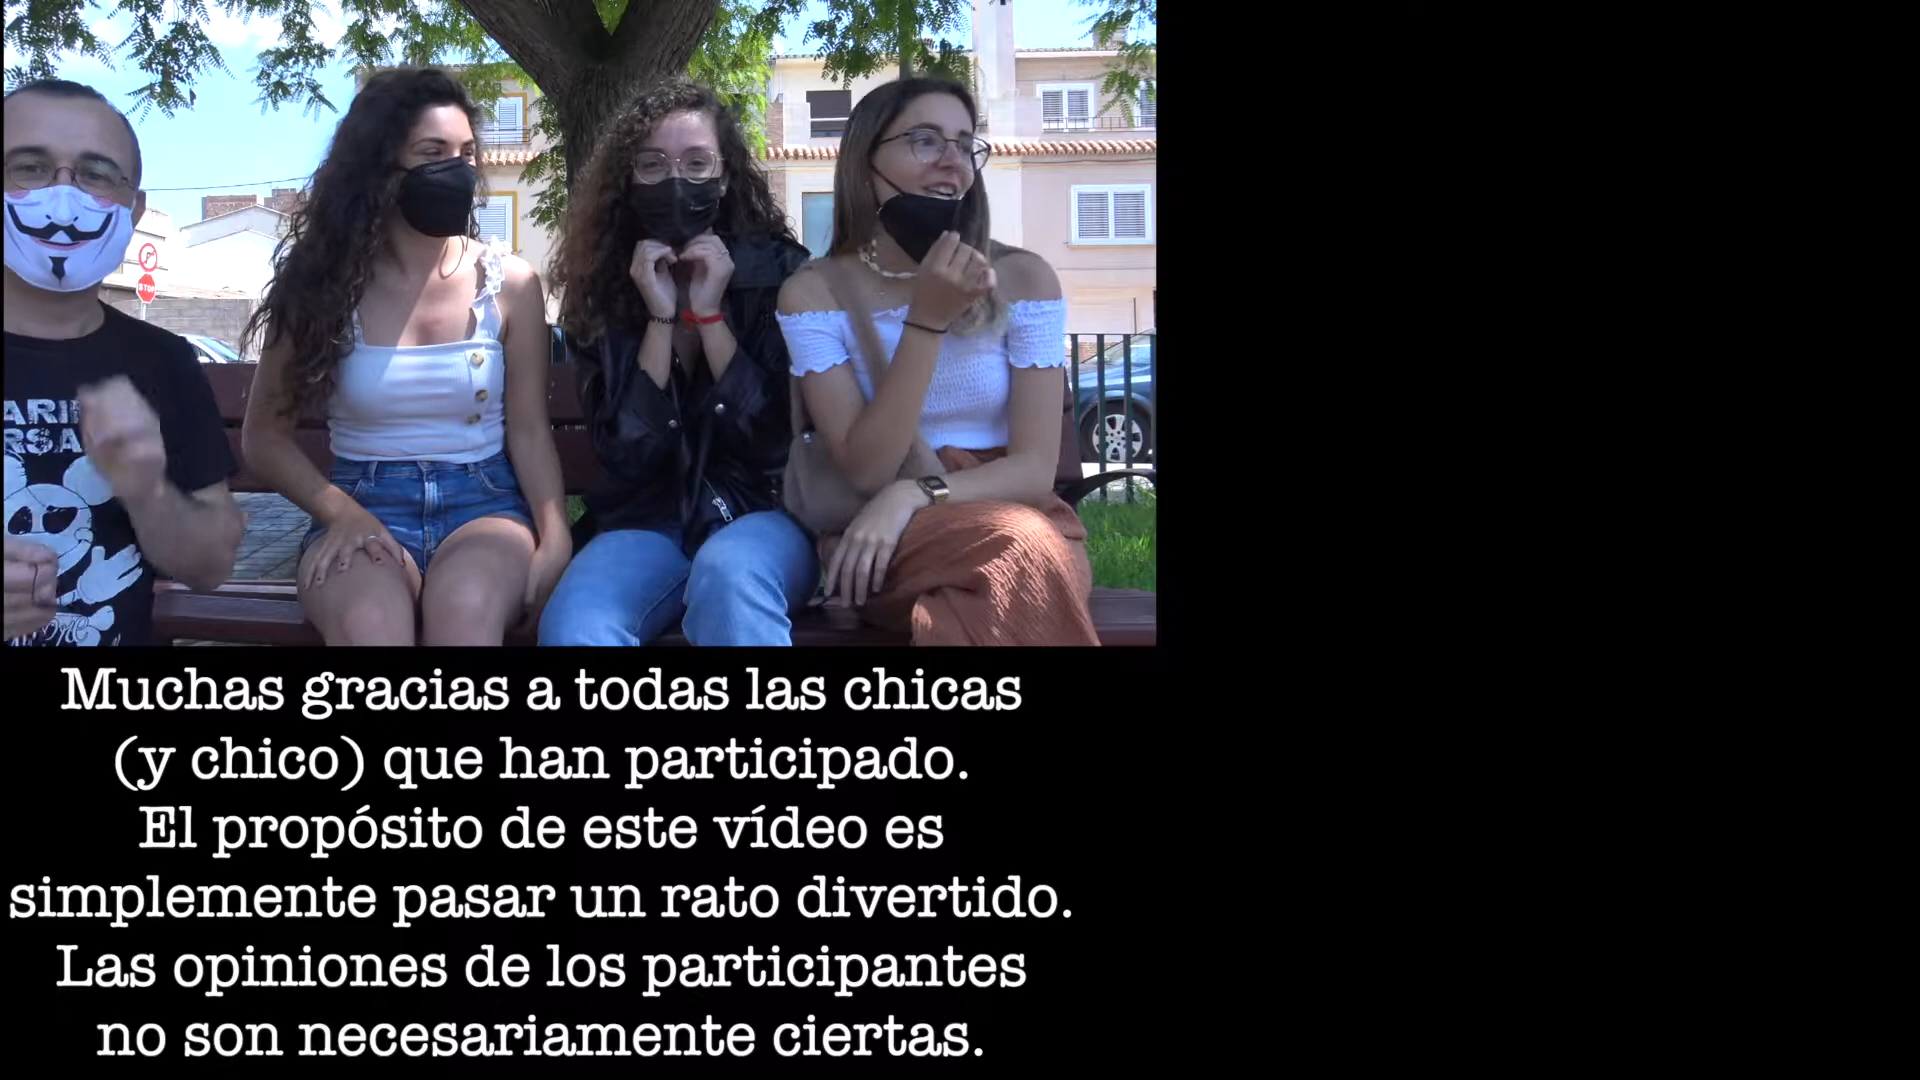 STOP
Muchas gracias a todas las chicas
(y chico) que han participado.
El propósito de este vídeo es
simplemente pasar un rato divertido.
Las opiniones de los participantes
no son necesariamente ciertas.